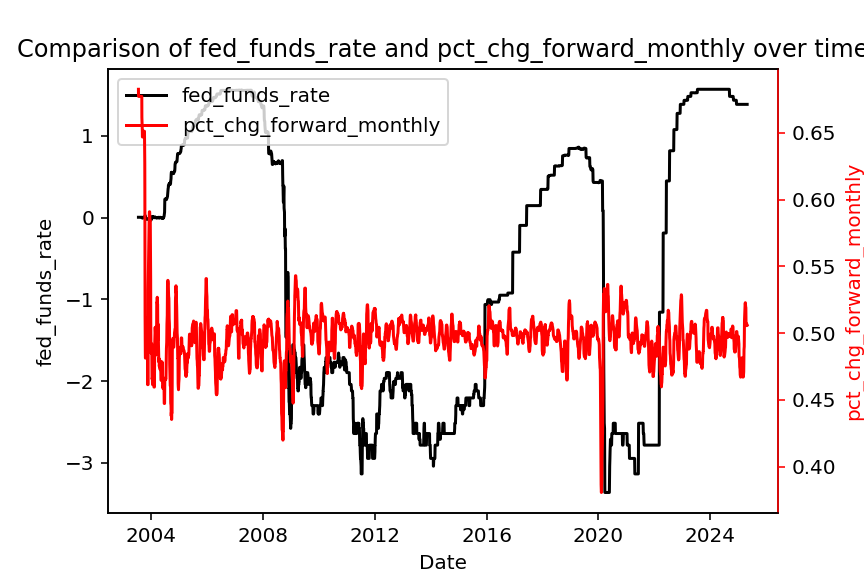 Comparison of fed_funds_rate and pct_chg_forward_monthly over time
fed_funds_rate
pct_chg_forward_monthly
1
0
−1
−2
−3
fed_funds_rate
0.65
0.60
0.55
0.50
0.45
0.40
pct_chg_forward_monthly
2004
2008
2012
2016
2020
2024
Date